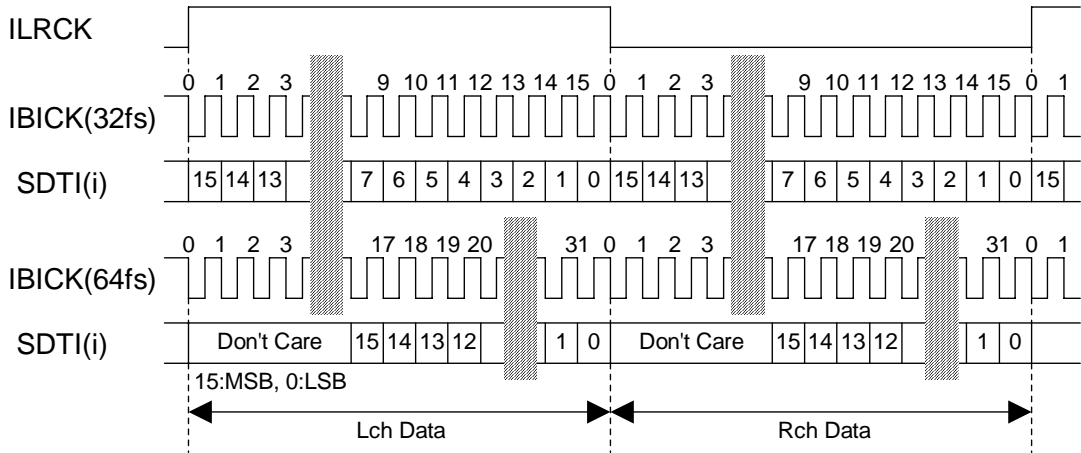 ILRCK
0 1 2 3 9 10 11 12 13 14 15 0 1 2 3 9 10 11 12 13 14 15 0 1
IBICK(32fs)
SDTI(i) 15 14 13 7 6 5 4 3 2 1 0 15 14 13 7 6 5 4 3 2 1 0 15
0 1 2 3 17 18 19 20 31 0 1 2 3 17 18 19 20 31 0 1
IBICK(64fs)
SDTI(i) Don't Care 15 14 13 12 1 0 Don't Care 15 14 13 12 1 0
15:MSB, 0:LSB
Lch Data Rch Data